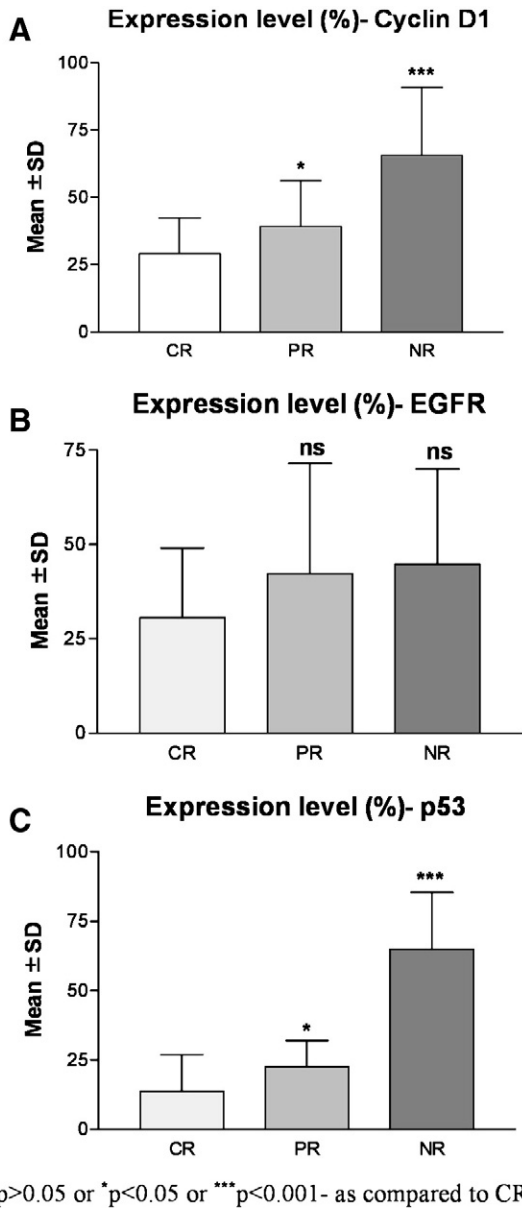 A
Expression level (%)- Cyclin D1
Mean ±SD
100
75
50
25
0
*
***
CR PR NR
B
Expression level (%)- EGFR
Mean ±SD
75
50
25
0
ns
ns
CR PR NR
C
Expression level (%)- p53
Mean ±SD
100
75
50
25
0
*
***
CR PR NR
p>0.05 or *p<0.05 or ***p<0.001- as compared to CR